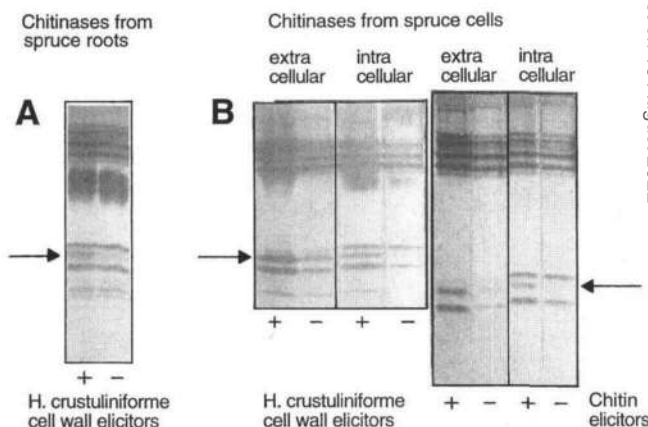 Chitinases from
spruce roots
Chitinases from spruce cells
extra
cellular
intra
cellular
extra
cellular
intra
cellular
A
B
+ −
+ − + −
+ − + −
H. crustuliniforme
cell wall elicitors
H. crustuliniforme
cell wall elicitors
Chitin
elicitors